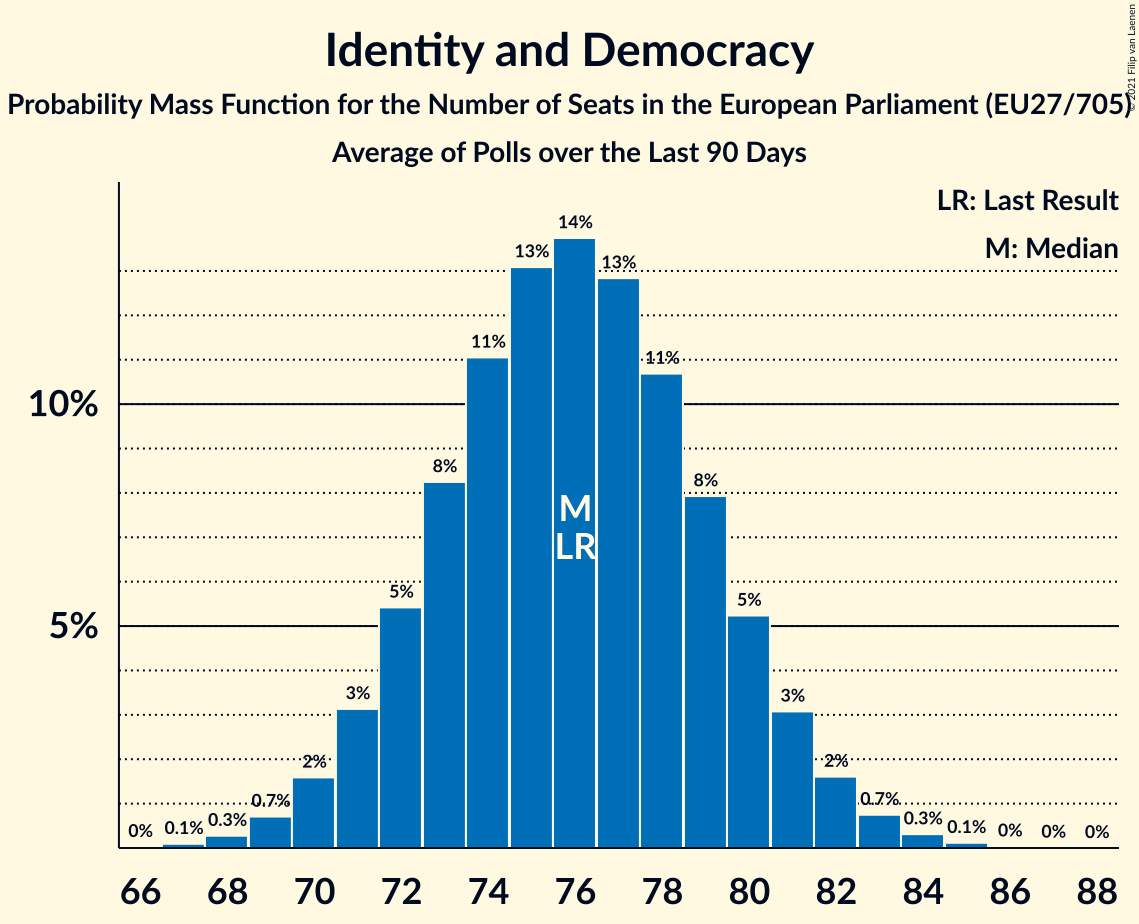 © 2021 Filip van Laenen
Identity and Democracy
Probability Mass Function for the Number of Seats in the European Parliament (EU27/705)
Average of Polls over the Last 90 Days
LR: Last Result
M: Median
14%
13%
13%
11%
11%
10%
8%
8%
M
LR
5%
5%
5%
3%
3%
2%
2%
0.7%
0.7%
0.3%
0.3%
0%
0.1%
0.1%
0%
0%
0%
66 68 70 72 74 76 78 80 82 84 86 88